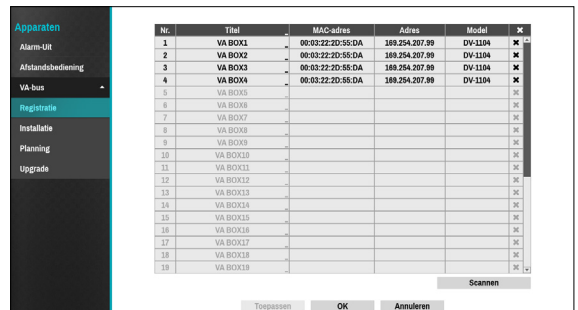 Apparaten
Alarm-Uit
Afstandsbediening
VA-bus
Registratie
Installatie
Planning
Upgrade
Nr. Titel MAC-adres Adres Model
1 VA BOX1 00:03:22:2D:55:DA 169.254.207.99 DV-1104
2 VA BOX2 00:03:22:2D:55:DA 169.254.207.99 DV-1104
3 VA BOX3 00:03:22:2D:55:DA 169.254.207.99 DV-1104
4 VA BOX4 00:03:22:2D:55:DA 169.254.207.99 DV-1104
5 VA BOX5
6 VA BOX6
7 VA BOX7
8 VA BOX8
9 VA BOX9
10 VA BOX10
11 VA BOX11
12 VA BOX12
13 VA BOX13
14 VA BOX14
15 VA BOX15
16 VA BOX16
17 VA BOX17
18 VA BOX18
19 VA BOX19
Scannen
Toepassen OK Annuleren